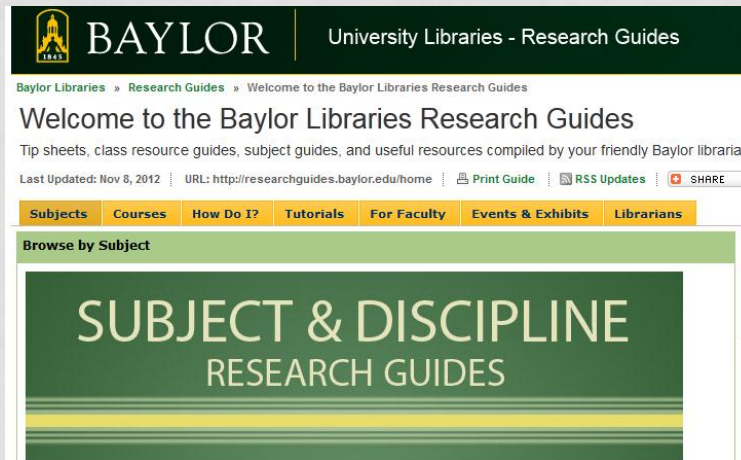 BAYLOR University Libraries - Research Guides
1845
Baylor Libraries » Research Guides » Welcome to the Baylor Libraries Research Guides
Welcome to the Baylor Libraries Research Guides
Tip sheets, class resource guides, subject guides, and useful resources compiled by your friendly Baylor libraria
Last Updated: Nov 8, 2012 URL: http://researchguides.baylor.edu/home Print Guide RSS Updates SHARE
Subjects Courses How Do I? Tutorials For Faculty Events & Exhibits Librarians
Browse by Subject
SUBJECT & DISCIPLINE
RESEARCH GUIDES